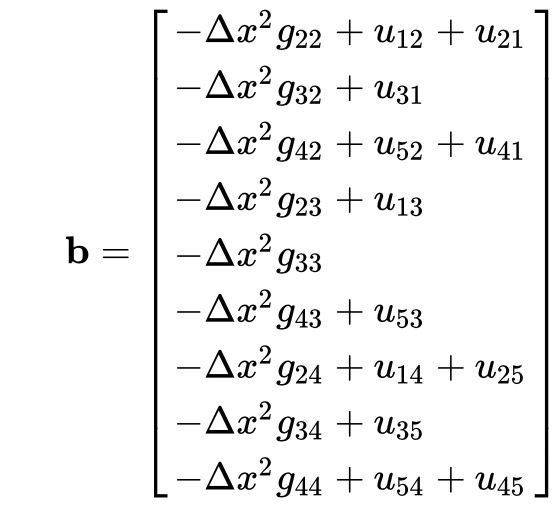 −Δx²g₂₂ + u₁₂ + u₂₁
−Δx²g₃₂ + u₃₁
−Δx²g₄₂ + u₅₂ + u₄₁
−Δx²g₂₃ + u₁₃
b = −Δx²g₃₃
−Δx²g₄₃ + u₅₃
−Δx²g₂₄ + u₁₄ + u₂₅
−Δx²g₃₄ + u₃₅
−Δx²g₄₄ + u₅₄ + u₄₅